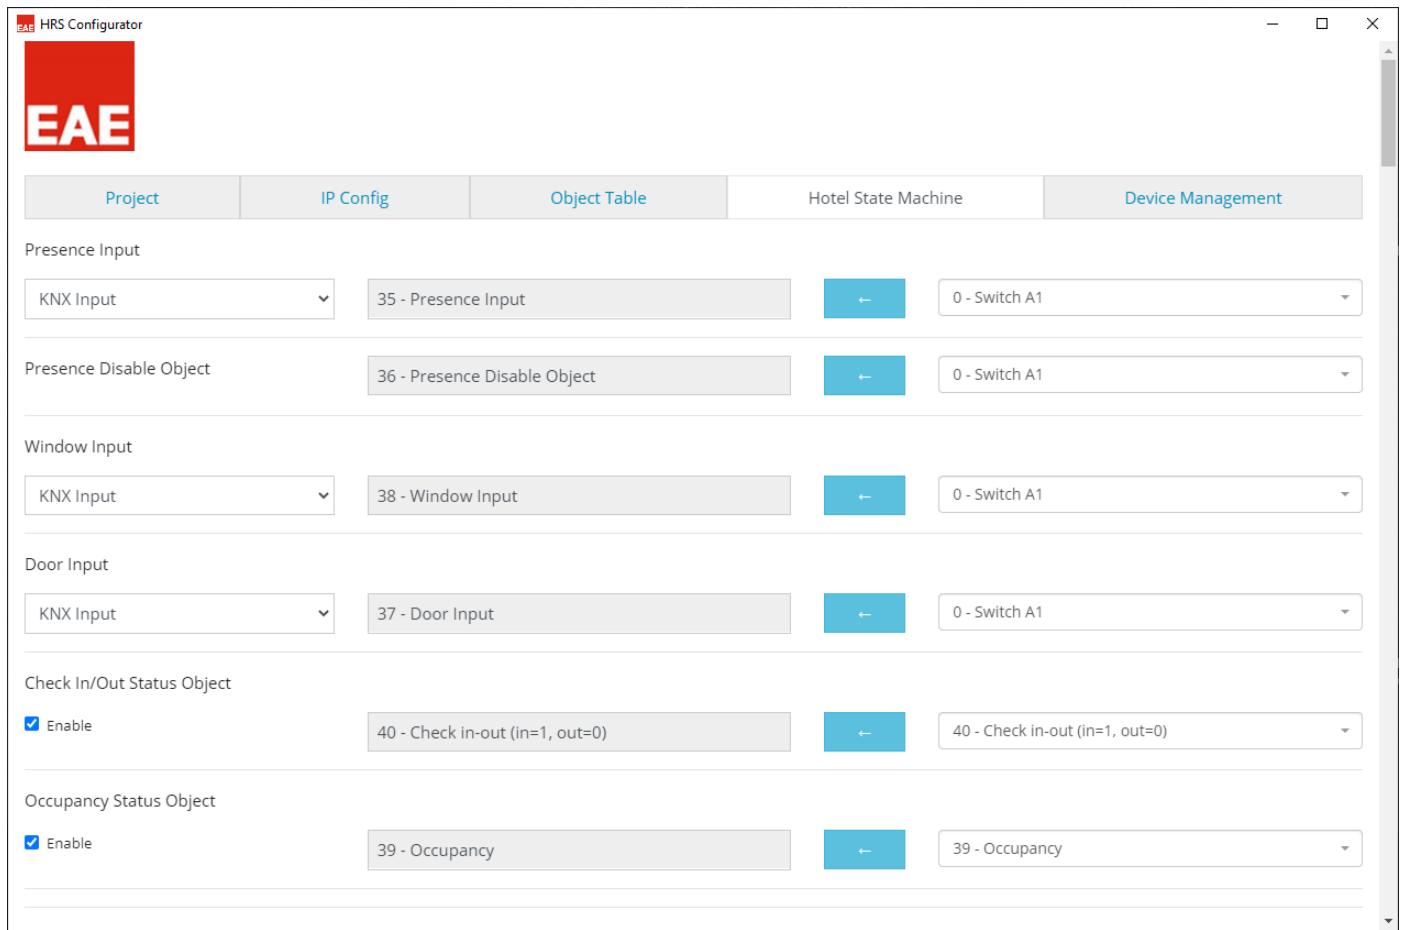 EAE HRS Configurator
EAE
Project IP Config Object Table Hotel State Machine Device Management
Presence Input
KNX Input 35 - Presence Input ← 0 - Switch A1
Presence Disable Object 36 - Presence Disable Object ← 0 - Switch A1
Window Input
KNX Input 38 - Window Input ← 0 - Switch A1
Door Input
KNX Input 37 - Door Input ← 0 - Switch A1
Check In/Out Status Object
Enable 40 - Check in-out (in=1, out=0) ← 40 - Check in-out (in=1, out=0)
Occupancy Status Object
Enable 39 - Occupancy ← 39 - Occupancy